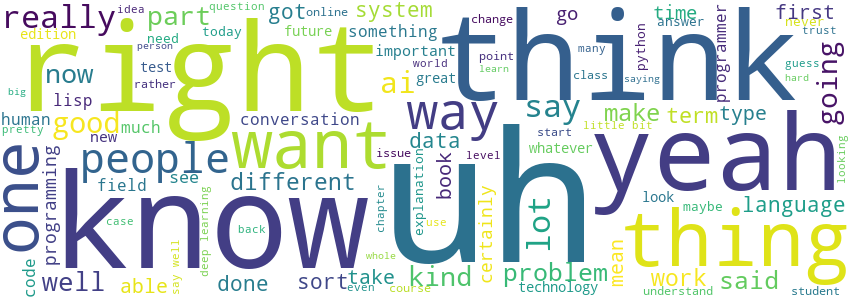 really
part
got
online
question
idea
system
change
go
time
answer
first
edition
need
today
future
something
many
never
trust
right
think
person
important
world
point
python
programmer
going
big
now
test
rather
great
learn
class
saying
guess
hard
lisp
ai
human
good
much
conversation
way
say
make
term
type
pretty
new
want
data
start
little bit
one
people
issue
level
whatever
yeah
looking
programming
field
see
different
explanation
book
lot
look
maybe
language
know
uh
case
back
deep learning
chapter
use
certainly
thing
code
well
able
say well
done
sort
take
kind
problem
mean
work
said
whole
even
course
technology
understand
student